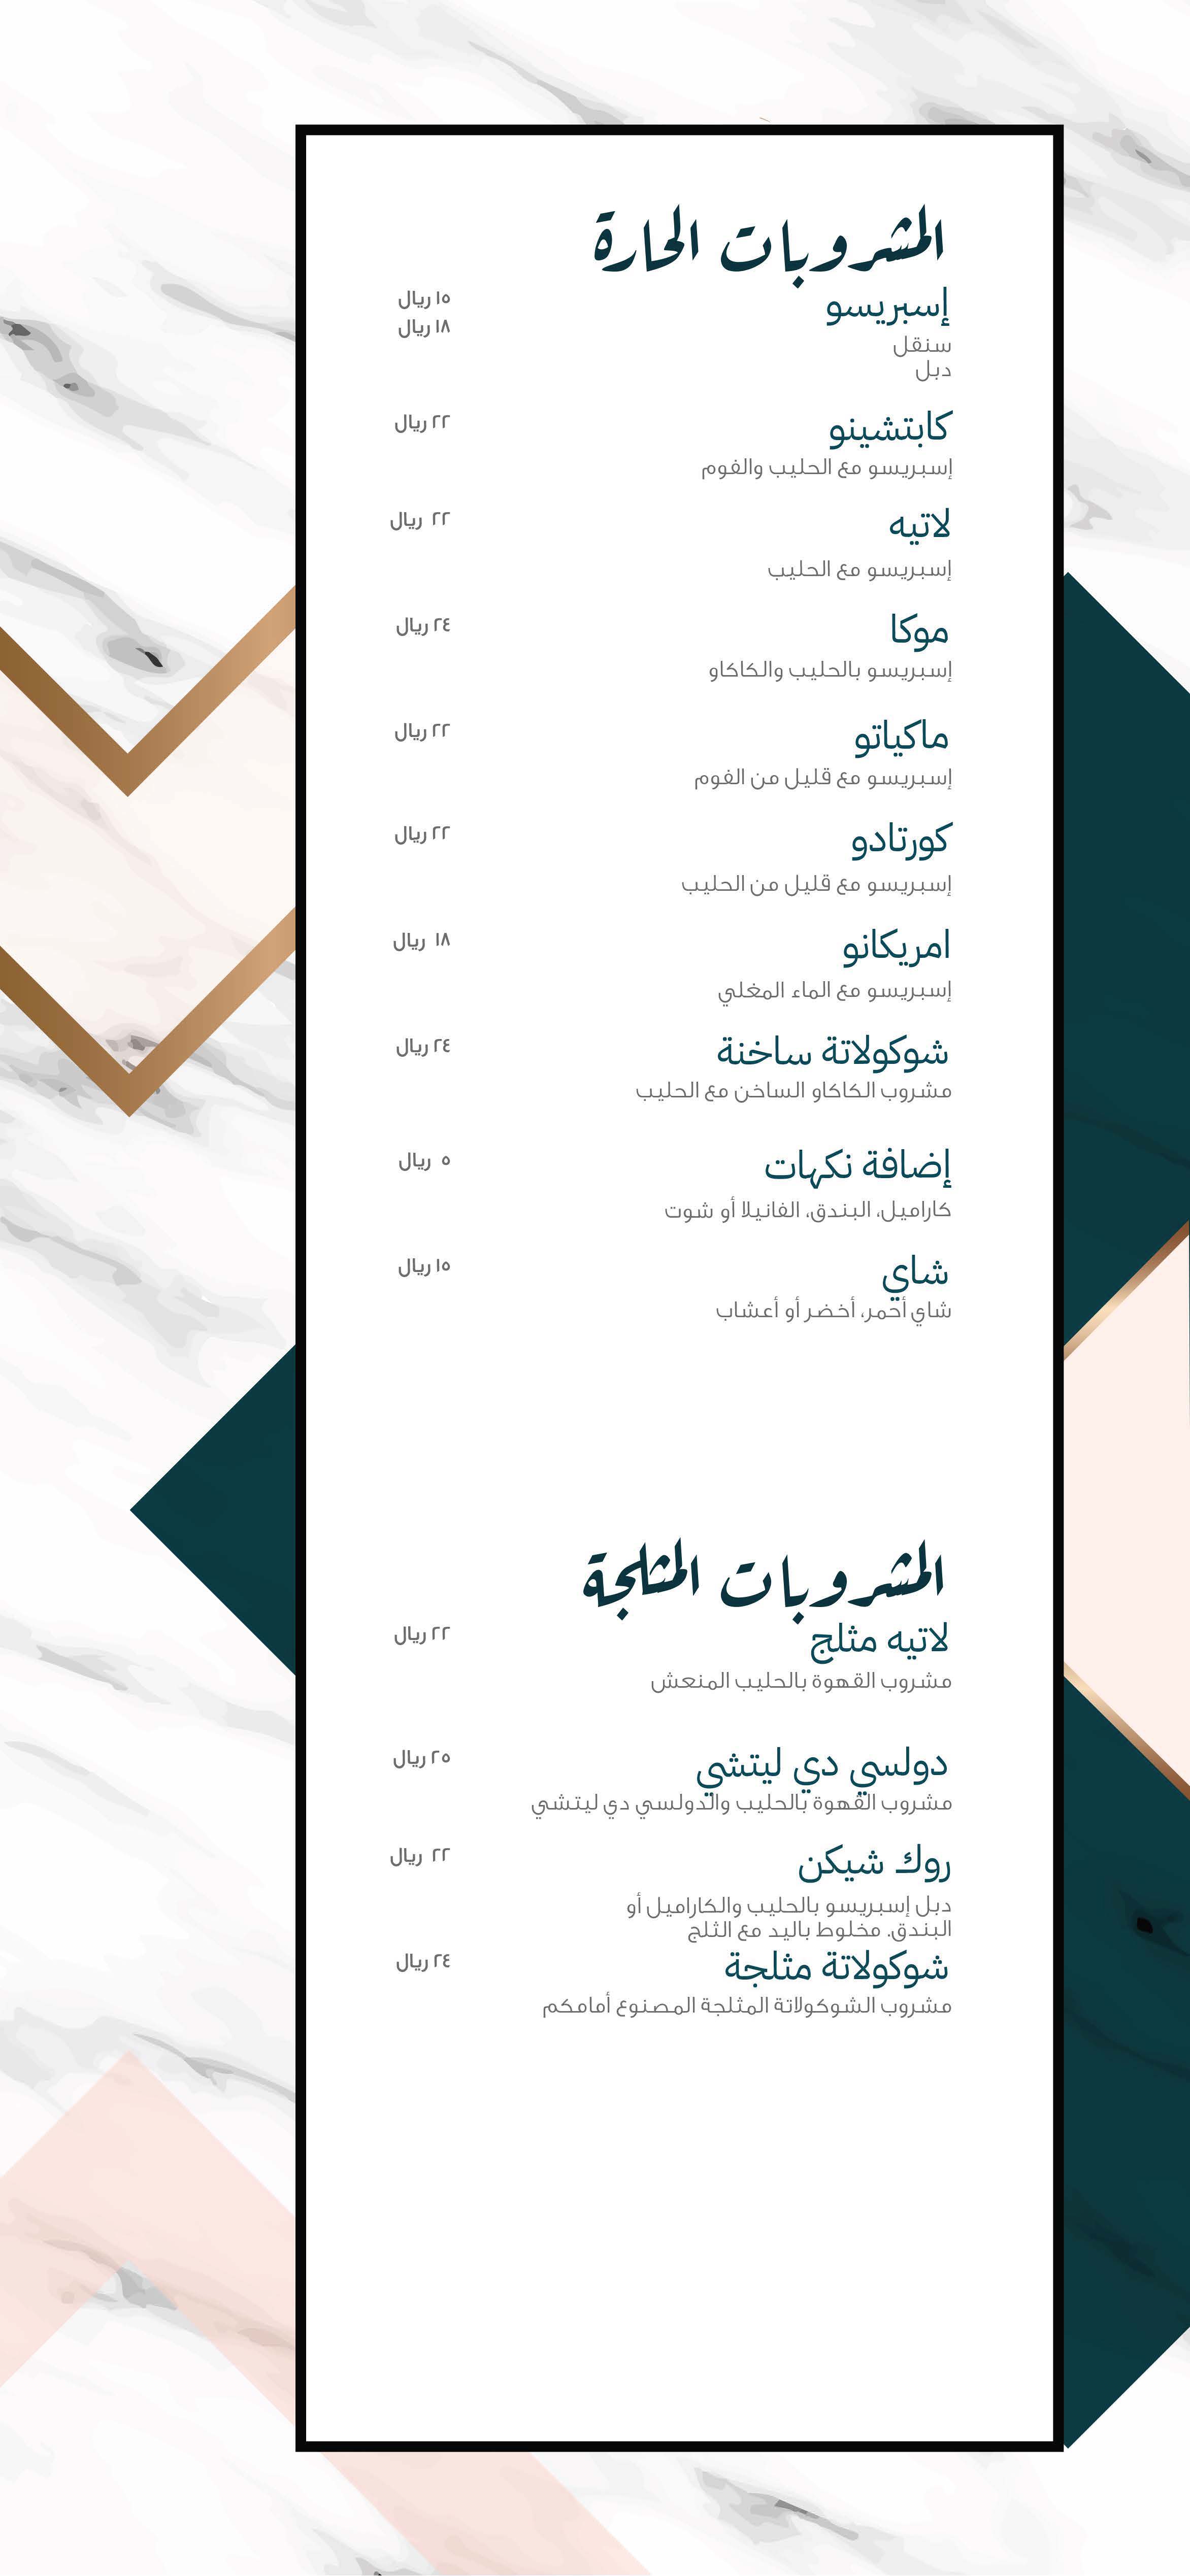 المشروبات الحارة
إسبريسو
١٥ ريال
١٨ ريال
سنقل
دبل
كابتشينو
٢٢ ريال
إسبريسو مع الحليب والفوم
لاتيه
٢٢ ريال
إسبريسو مع الحليب
موكا
٢٤ ريال
إسبريسو بالحليب والكاكاو
ماكياتو
٢٢ ريال
إسبريسو مع قليل من الفوم
كورتادو
٢٢ ريال
إسبريسو مع قليل من الحليب
امريكانو
١٨ ريال
إسبريسو مع الماء المغلي
شوكولاتة ساخنة
٢٤ ريال
مشروب الكاكاو الساخن مع الحليب
إضافة نكهات
٥ ريال
كاراميل، البندق، الفانيلا أو شوت
شاي
١٥ ريال
شاي أحمر، أخضر أو أعشاب
المشروبات المثلجة
لاتيه مثلج
٢٢ ريال
مشروب القهوة بالحليب المنعش
دولسي دي ليتشي
٢٥ ريال
مشروب القهوة بالحليب والدولسي دي ليتشي
روك شيكن
٢٢ ريال
دبل إسبريسو بالحليب والكاراميل أو
البندق. مخلوط باليد مع الثلج
شوكولاتة مثلجة
٢٤ ريال
مشروب الشوكولاتة المثلجة المصنوع أمامكم